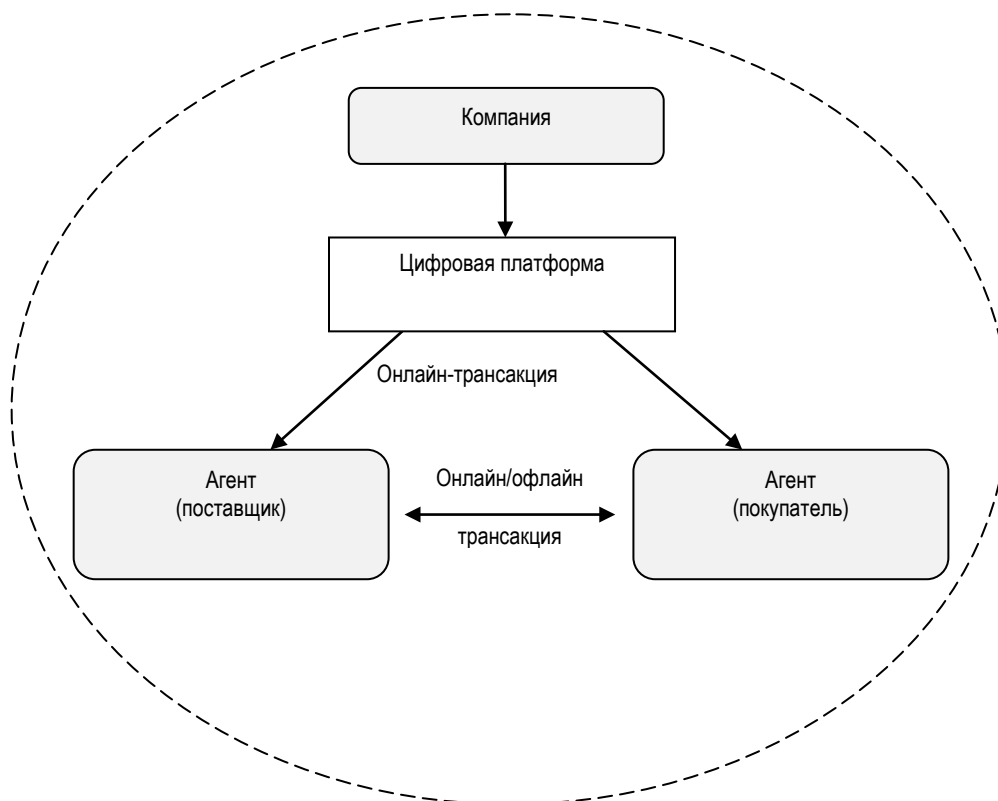 Компания
Цифровая платформа
Онлайн-трансакция
Агент
(поставщик)
Онлайн/офлайн
трансакция
Агент
(покупатель)